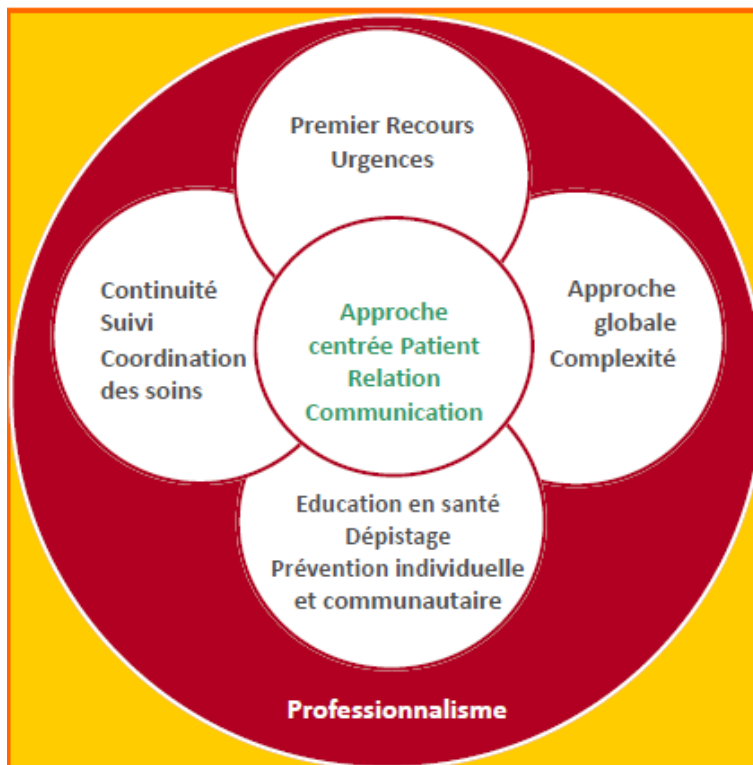 Premier Recours
Urgences
Continuité
Suivi
Coordination
des soins
Approche
centrée Patient
Relation
Communication
Approche
globale
Complexité
Education en santé
Dépistage
Prévention individuelle
et communautaire
Professionnalisme